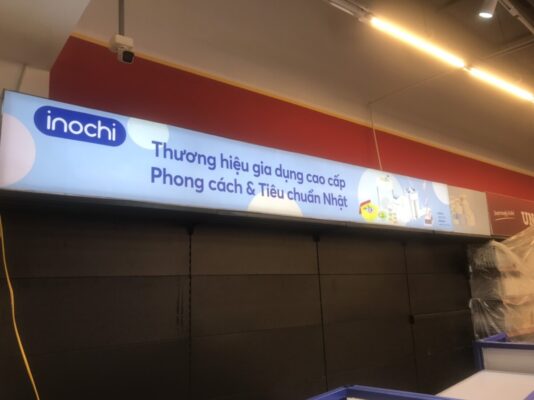 inochi
Thương hiệu gia dụng cao cấp
Phong cách & Tiêu chuẩn Nhật